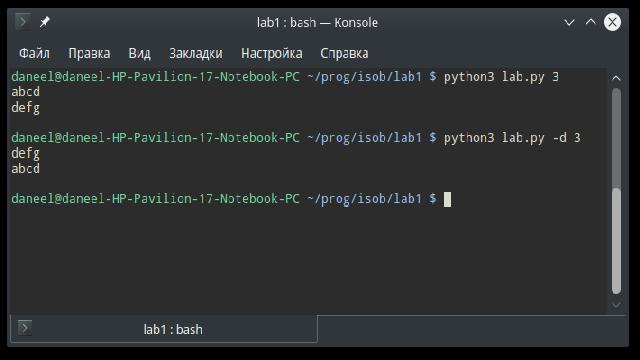 lab1 : bash — Konsole
Файл Правка Вид Закладки Настройка Справка
daneel@daneel-HP-Pavilion-17-Notebook-PC ~/prog/isob/lab1 $ python3 lab.py 3
abcd
defg
daneel@daneel-HP-Pavilion-17-Notebook-PC ~/prog/isob/lab1 $ python3 lab.py -d 3
defg
abcd
daneel@daneel-HP-Pavilion-17-Notebook-PC ~/prog/isob/lab1 $
lab1 : bash